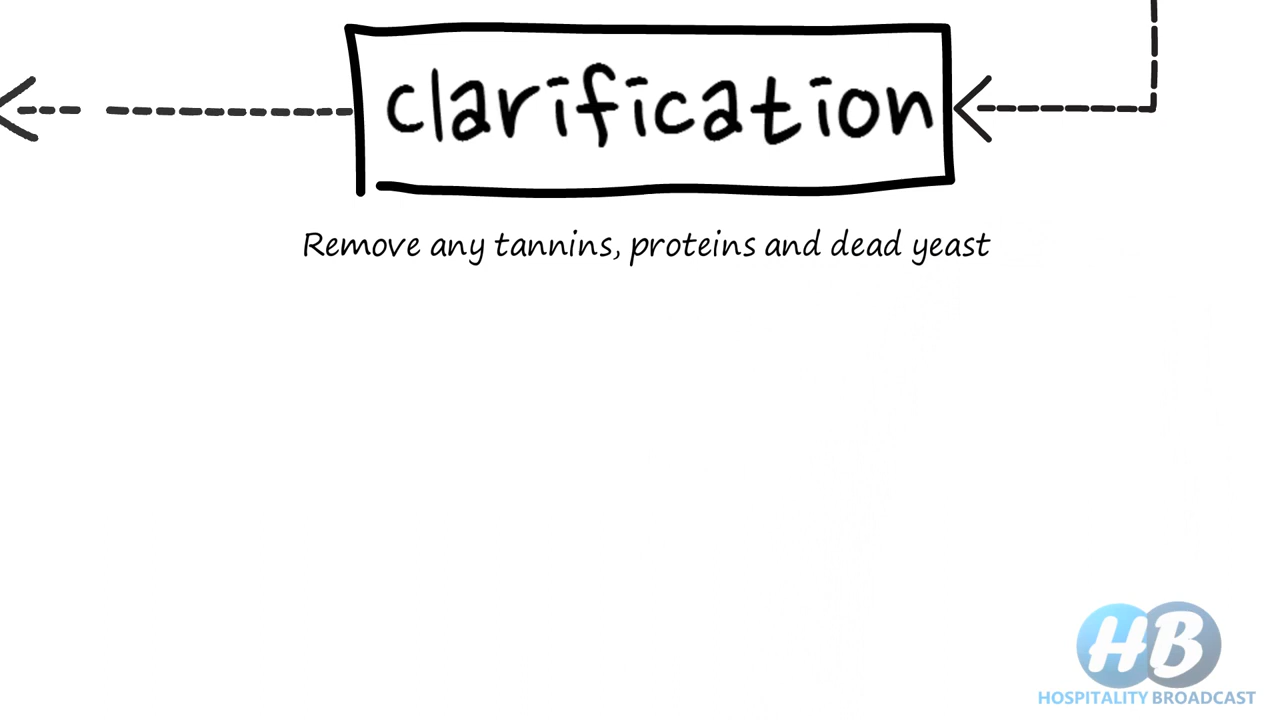 clarification
Remove any tannins, proteins and dead yeast
HB
HOSPITALITY BROADCAST